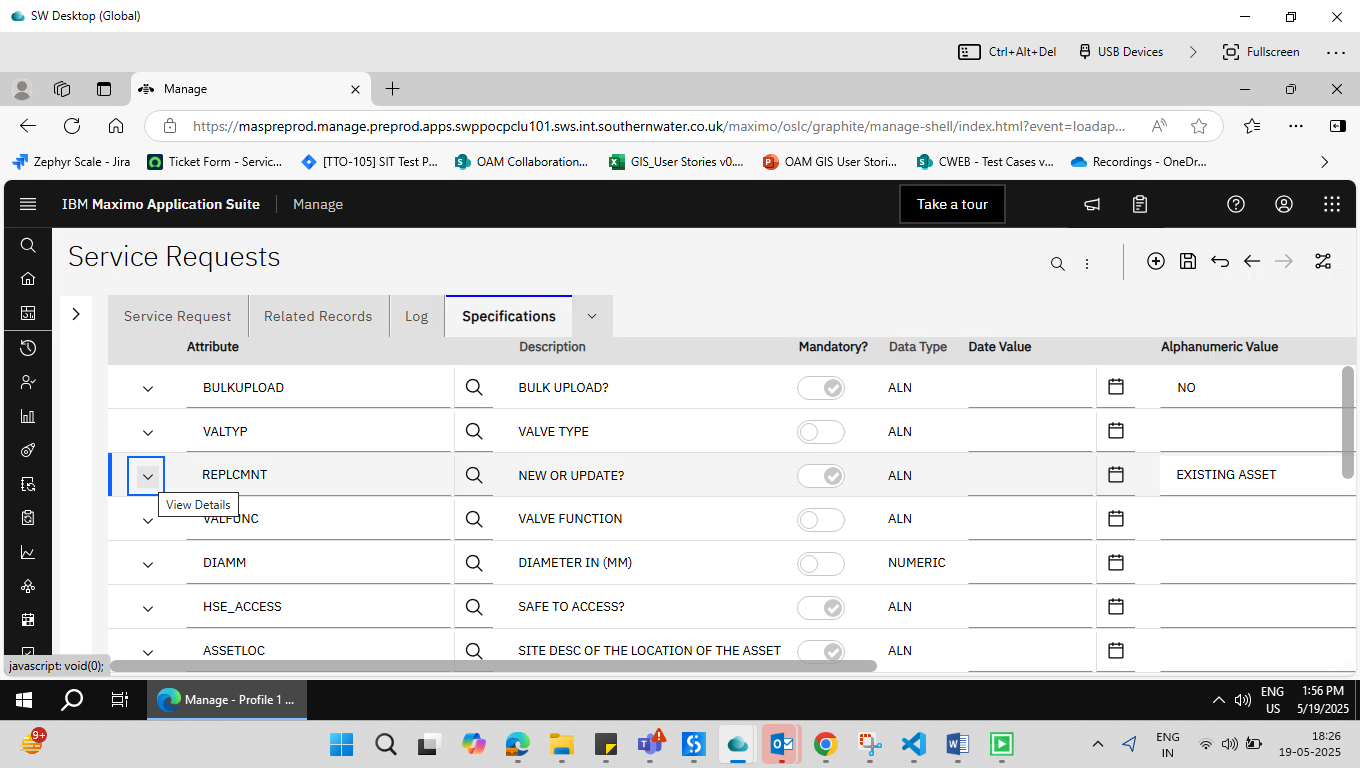 SW Desktop (Global)
Ctrl+Alt+Del USB Devices Fullscreen
Manage
https://maspreprod.manage.preprod.apps.swppocpclu101.sws.int.southernwater.co.uk/maximo/oslc/graphite/manage-shell/index.html?event=loadap...
Zephyr Scale - Jira Ticket Form - Servic... [TTO-105] SIT Test P... OAM Collaboration... GIS_User Stories v0.... OAM GIS User Stori... CWEB - Test Cases v... Recordings - OneDr...
IBM Maximo Application Suite Manage Take a tour
Service Requests
Service Request Related Records Log Specifications
Attribute Description Mandatory? Data Type Date Value Alphanumeric Value
BULKUPLOAD BULK UPLOAD? ALN NO
VALTYP VALVE TYPE ALN
REPLCMNT NEW OR UPDATE? ALN EXISTING ASSET
View Details
VALFUNC VALVE FUNCTION ALN
DIAMM DIAMETER IN (MM) NUMERIC
HSE_ACCESS SAFE TO ACCESS? ALN
ASSETLOC SITE DESC OF THE LOCATION OF THE ASSET ALN
javascript: void(0);
Manage - Profile 1 ... ENG US 1:56 PM 5/19/2025
9+ ENG IN 18:26 19-05-2025